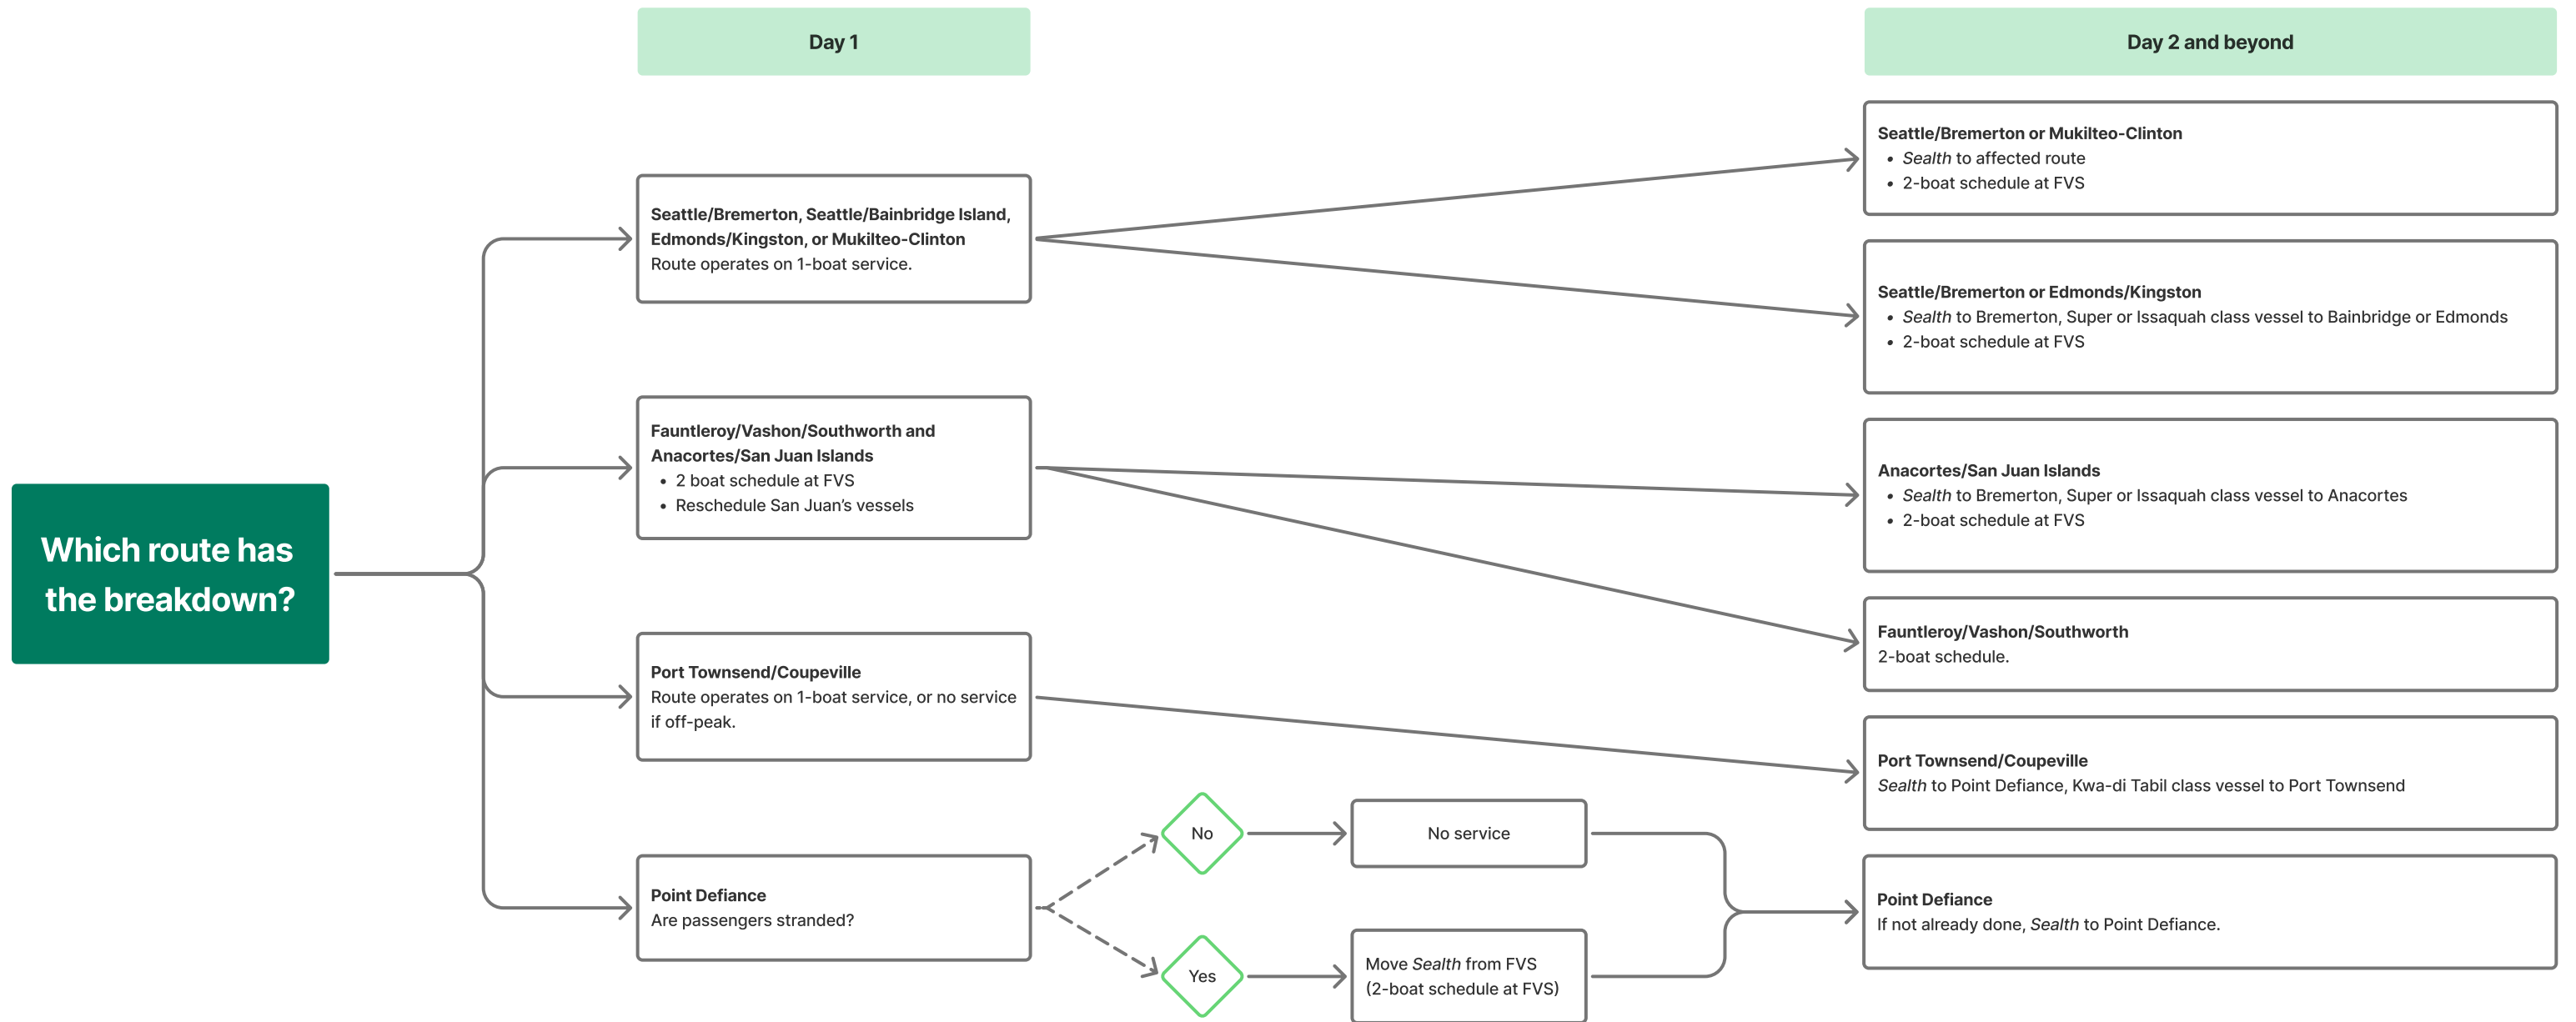 Day 1
Day 2 and beyond
Which route has
the breakdown?
Seattle/Bremerton, Seattle/Bainbridge Island,
Edmonds/Kingston, or Mukilteo-Clinton
Route operates on 1-boat service.
Seattle/Bremerton or Mukilteo-Clinton
• Sealth to affected route
• 2-boat schedule at FVS
Seattle/Bremerton or Edmonds/Kingston
• Sealth to Bremerton, Super or Issaquah class vessel to Bainbridge or Edmonds
• 2-boat schedule at FVS
Fauntleroy/Vashon/Southworth and
Anacortes/San Juan Islands
• 2 boat schedule at FVS
• Reschedule San Juan’s vessels
Anacortes/San Juan Islands
• Sealth to Bremerton, Super or Issaquah class vessel to Anacortes
• 2-boat schedule at FVS
Fauntleroy/Vashon/Southworth
2-boat schedule.
Port Townsend/Coupeville
Route operates on 1-boat service, or no service
if off-peak.
Port Townsend/Coupeville
Sealth to Point Defiance, Kwa-di Tabil class vessel to Port Townsend
Point Defiance
Are passengers stranded?
No
No service
Yes
Move Sealth from FVS
(2-boat schedule at FVS)
Point Defiance
If not already done, Sealth to Point Defiance.